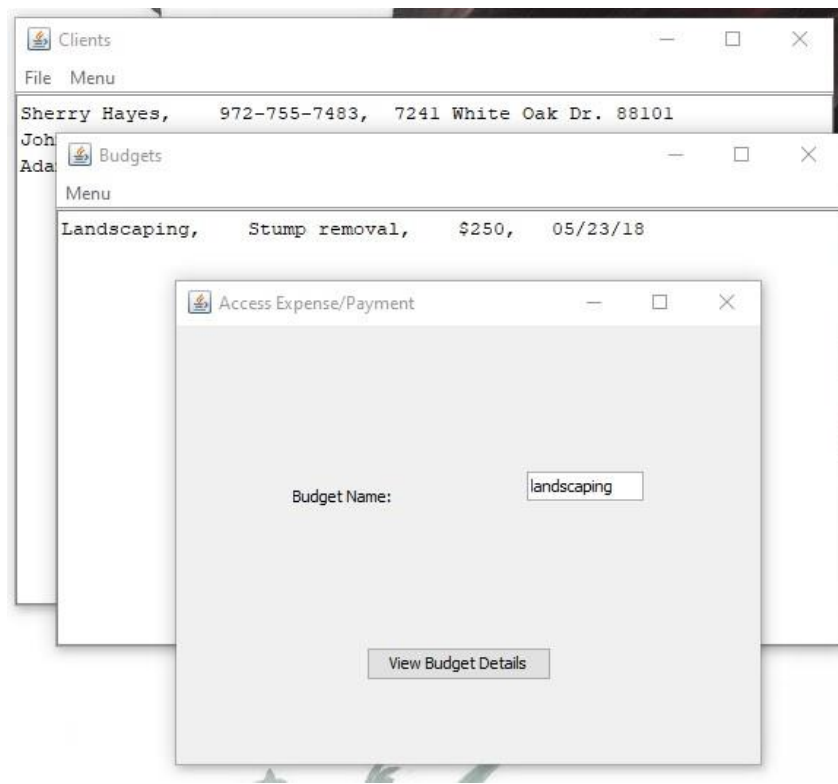 Clients
File Menu
Sherry Hayes, 972-755-7483, 7241 White Oak Dr. 88101
Joh
Ada
Budgets
Menu
Landscaping, Stump removal, $250, 05/23/18
Access Expense/Payment
Budget Name: landscaping
View Budget Details